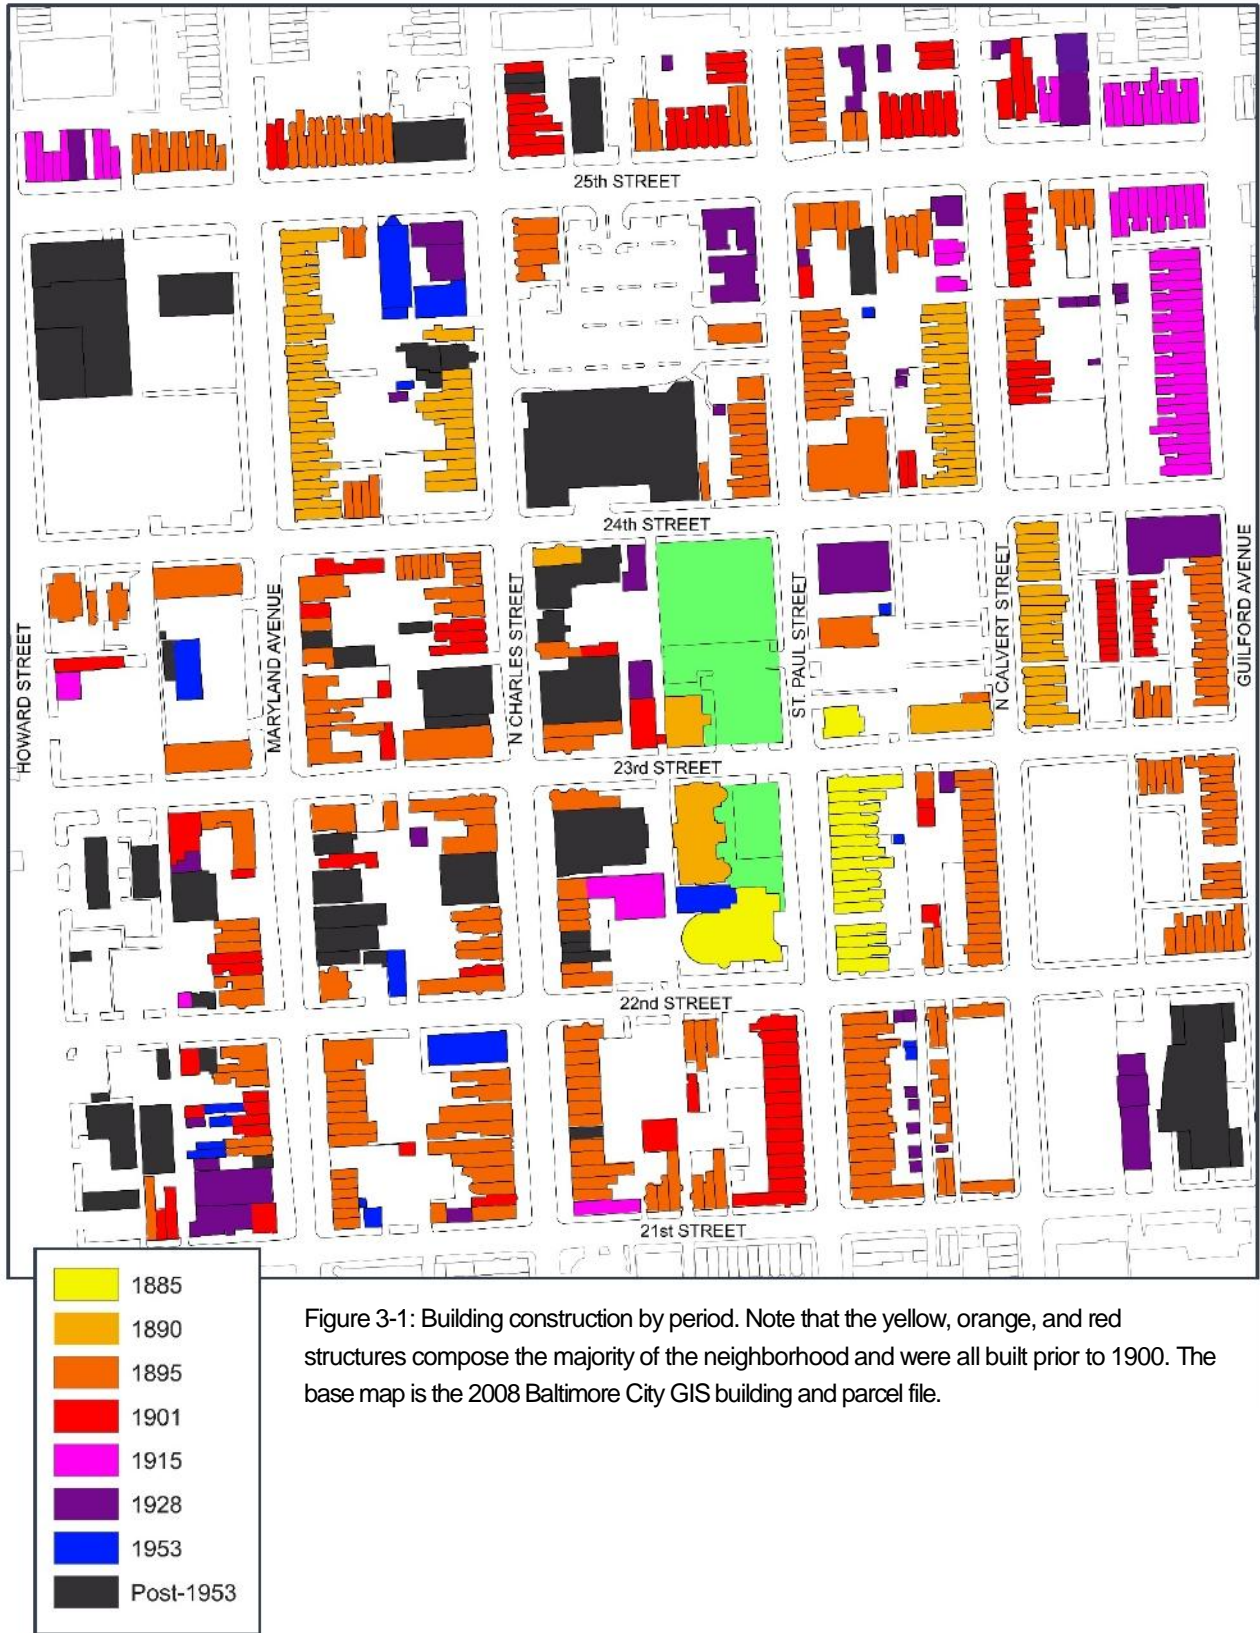 25th STREET
24th STREET
HOWARD STREET
MARYLAND AVENUE
N CHARLES STREET
ST. PAUL STREET
N CALVERT STREET
GUILFORD AVENUE
23rd STREET
22nd STREET
21st STREET
1885
1890
1895
1901
1915
1928
1953
Post-1953
Figure 3-1: Building construction by period. Note that the yellow, orange, and red
structures compose the majority of the neighborhood and were all built prior to 1900. The
base map is the 2008 Baltimore City GIS building and parcel file.